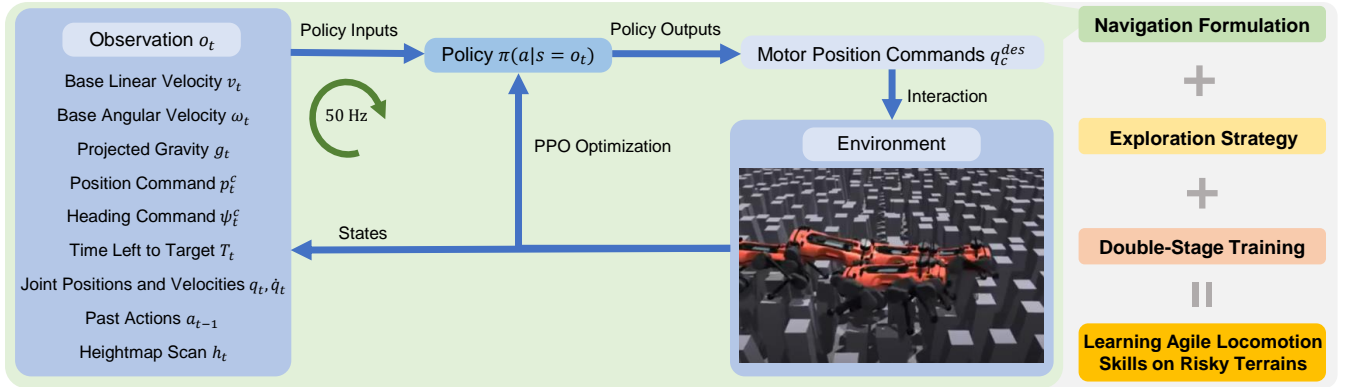 Observation o_t
Base Linear Velocity v_t
Base Angular Velocity ω_t
Projected Gravity g_t
Position Command p_t^c
Heading Command ψ_t^c
Time Left to Target T_t
Joint Positions and Velocities q_t, q̇_t
Past Actions a_{t−1}
Heightmap Scan h_t
Policy Inputs
50 Hz
Policy π(a|s = o_t)
Policy Outputs
Motor Position Commands q_c^{des}
Interaction
PPO Optimization
States
Environment
Navigation Formulation
+
Exploration Strategy
+
Double-Stage Training
=
Learning Agile Locomotion
Skills on Risky Terrains